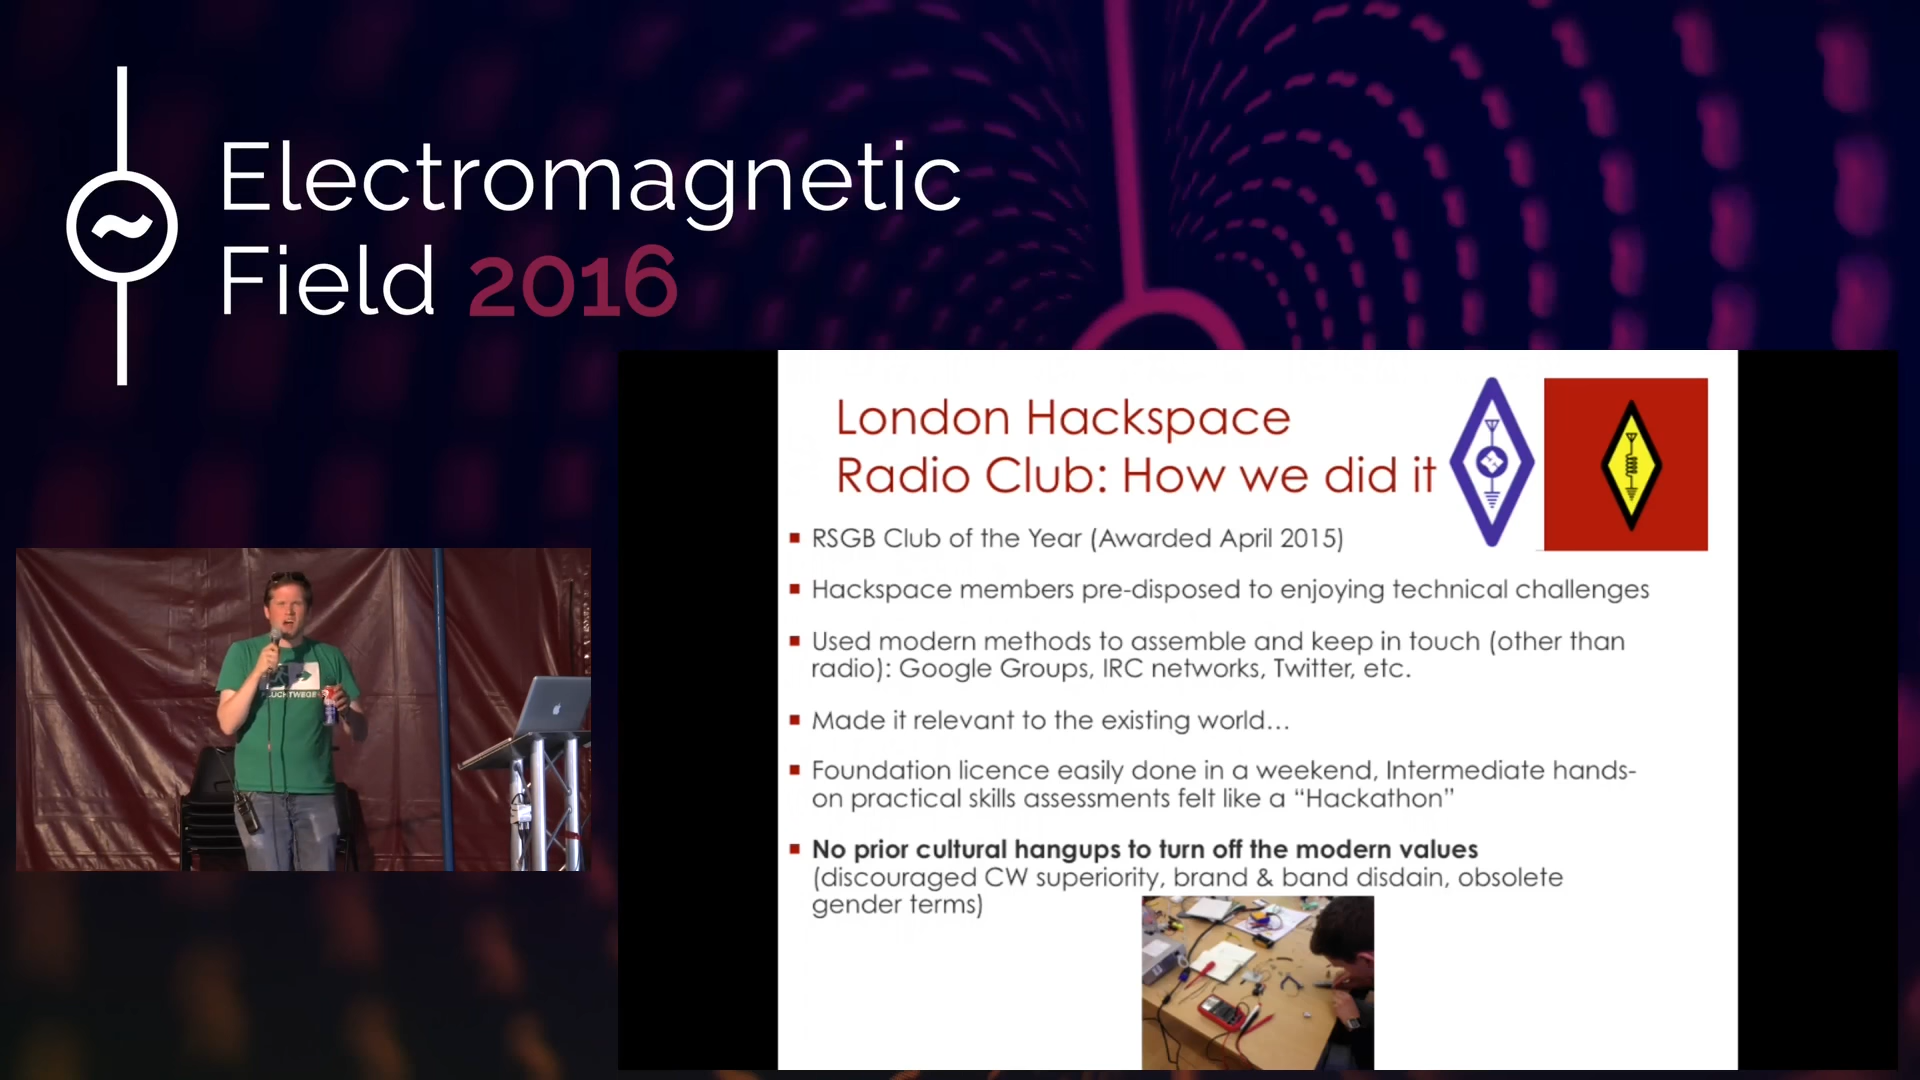 Electromagnetic
Field 2016
London Hackspace
Radio Club: How we did it
RSGB Club of the Year (Awarded April 2015)
Hackspace members pre-disposed to enjoying technical challenges
Used modern methods to assemble and keep in touch (other than
radio): Google Groups, IRC networks, Twitter, etc.
Made it relevant to the existing world…
Foundation licence easily done in a weekend, Intermediate hands-
on practical skills assessments felt like a “Hackathon”
No prior cultural hangups to turn off the modern values
(discouraged CW superiority, brand & band disdain, obsolete
gender terms)